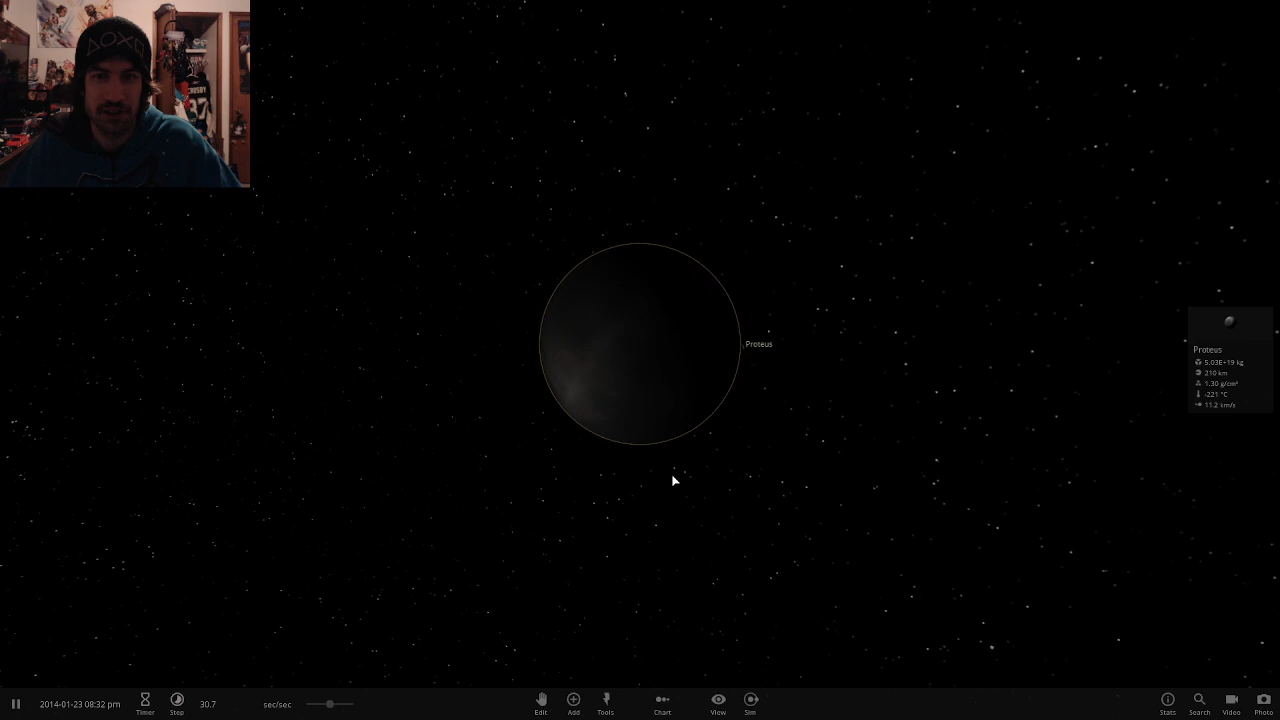 CROSBY
Proteus
Proteus
5.03E+19 kg
210 km
1.30 g/cm³
-221 °C
11.2 km/s
2014-01-23 08:32 pm
Timer
Step
30.7
sec/sec
Edit
Add
Tools
Chart
View
Sim
Stats
Search
Video
Photo